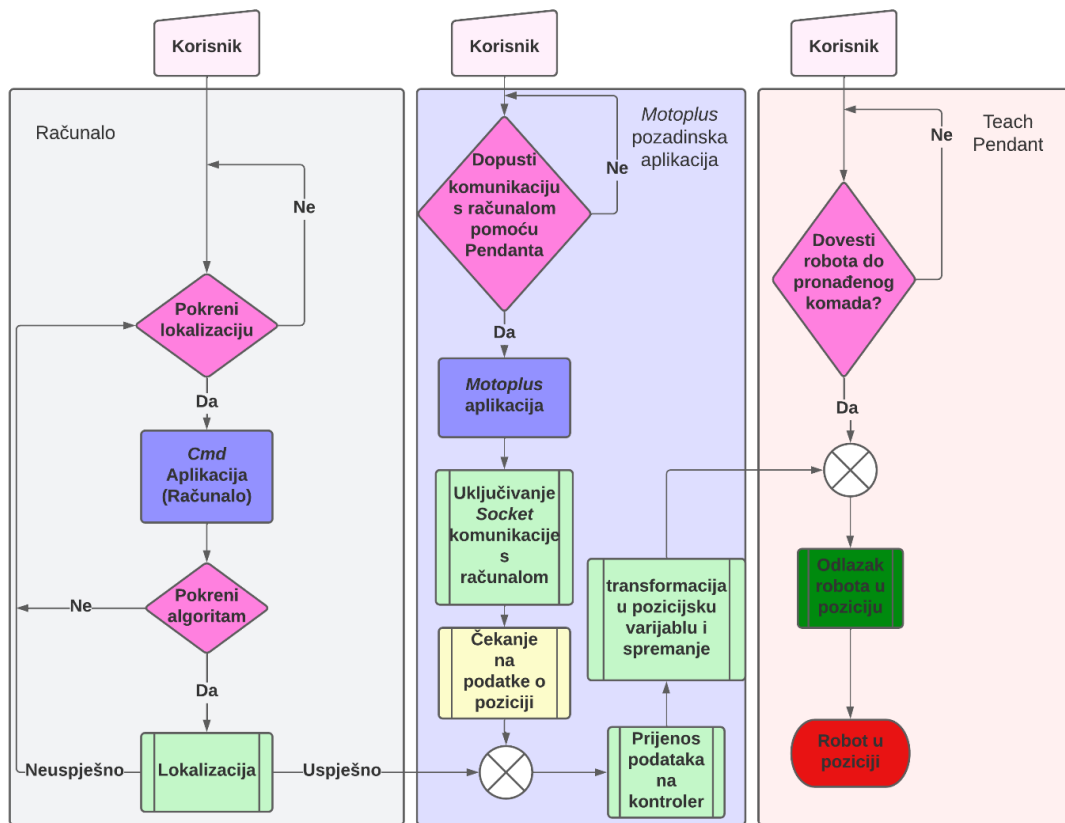 Korisnik
Korisnik
Korisnik
Računalo
Ne
Pokreni
lokalizaciju
Da
Cmd
Aplikacija
(Računalo)
Pokreni
algoritam
Ne
Da
Lokalizacija
Neuspješno
Uspješno
Motoplus
pozadinska
aplikacija
Ne
Dopusti
komunikaciju
s računalom
pomoću
Pendanta
Da
Motoplus
aplikacija
Uključivanje
Socket
komunikacije
s
računalom
Čekanje
na
podatke o
poziciji
Prijenos
podataka
na
kontroler
transformacija
u pozicijsku
varijablu i
spremanje
Teach
Pendant
Ne
Dovesti
robota do
pronađenog
komada?
Da
Odlazak
robota u
poziciju
Robot u
poziciji